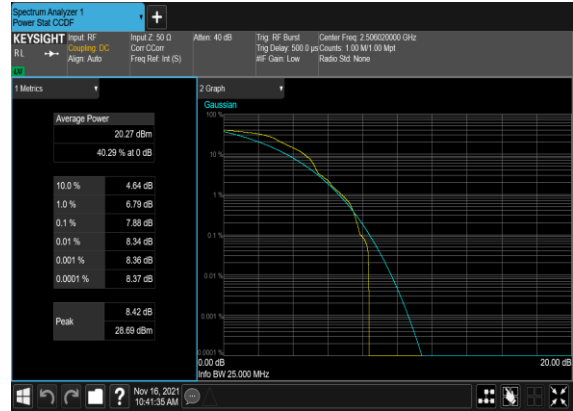 Spectrum Analyzer 1
Power Stat CCDF
KEYSIGHT
R L
LM
Input: RF
Coupling: DC
Align: Auto
Input Z: 50 Ω
Corr CCorr
Freq Ref: Int (S)
Atten: 40 dB
Trig: RF Burst
Trig Delay: 500.0 µs
#IF Gain: Low
Center Freq: 2.506020000 GHz
Counts: 1.00 M/1.00 Mpt
Radio Std: None
1 Metrics
Average Power
20.27 dBm
40.29 % at 0 dB
10.0 % 4.64 dB
1.0 % 6.79 dB
0.1 % 7.88 dB
0.01 % 8.34 dB
0.001 % 8.36 dB
0.0001 % 8.37 dB
Peak
8.42 dB
28.69 dBm
2 Graph
Gaussian
100 %
10 %
1 %
0.1 %
0.01 %
0.001 %
0.0001 %
0.00 dB 20.00 dB
Info BW 25.000 MHz
?
Nov 16, 2021
10:41:35 AM